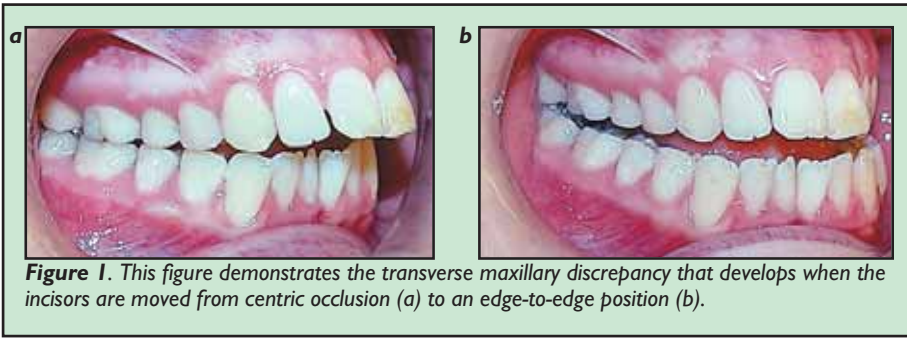 a
b
Figure 1. This figure demonstrates the transverse maxillary discrepancy that develops when the
incisors are moved from centric occlusion (a) to an edge-to-edge position (b).